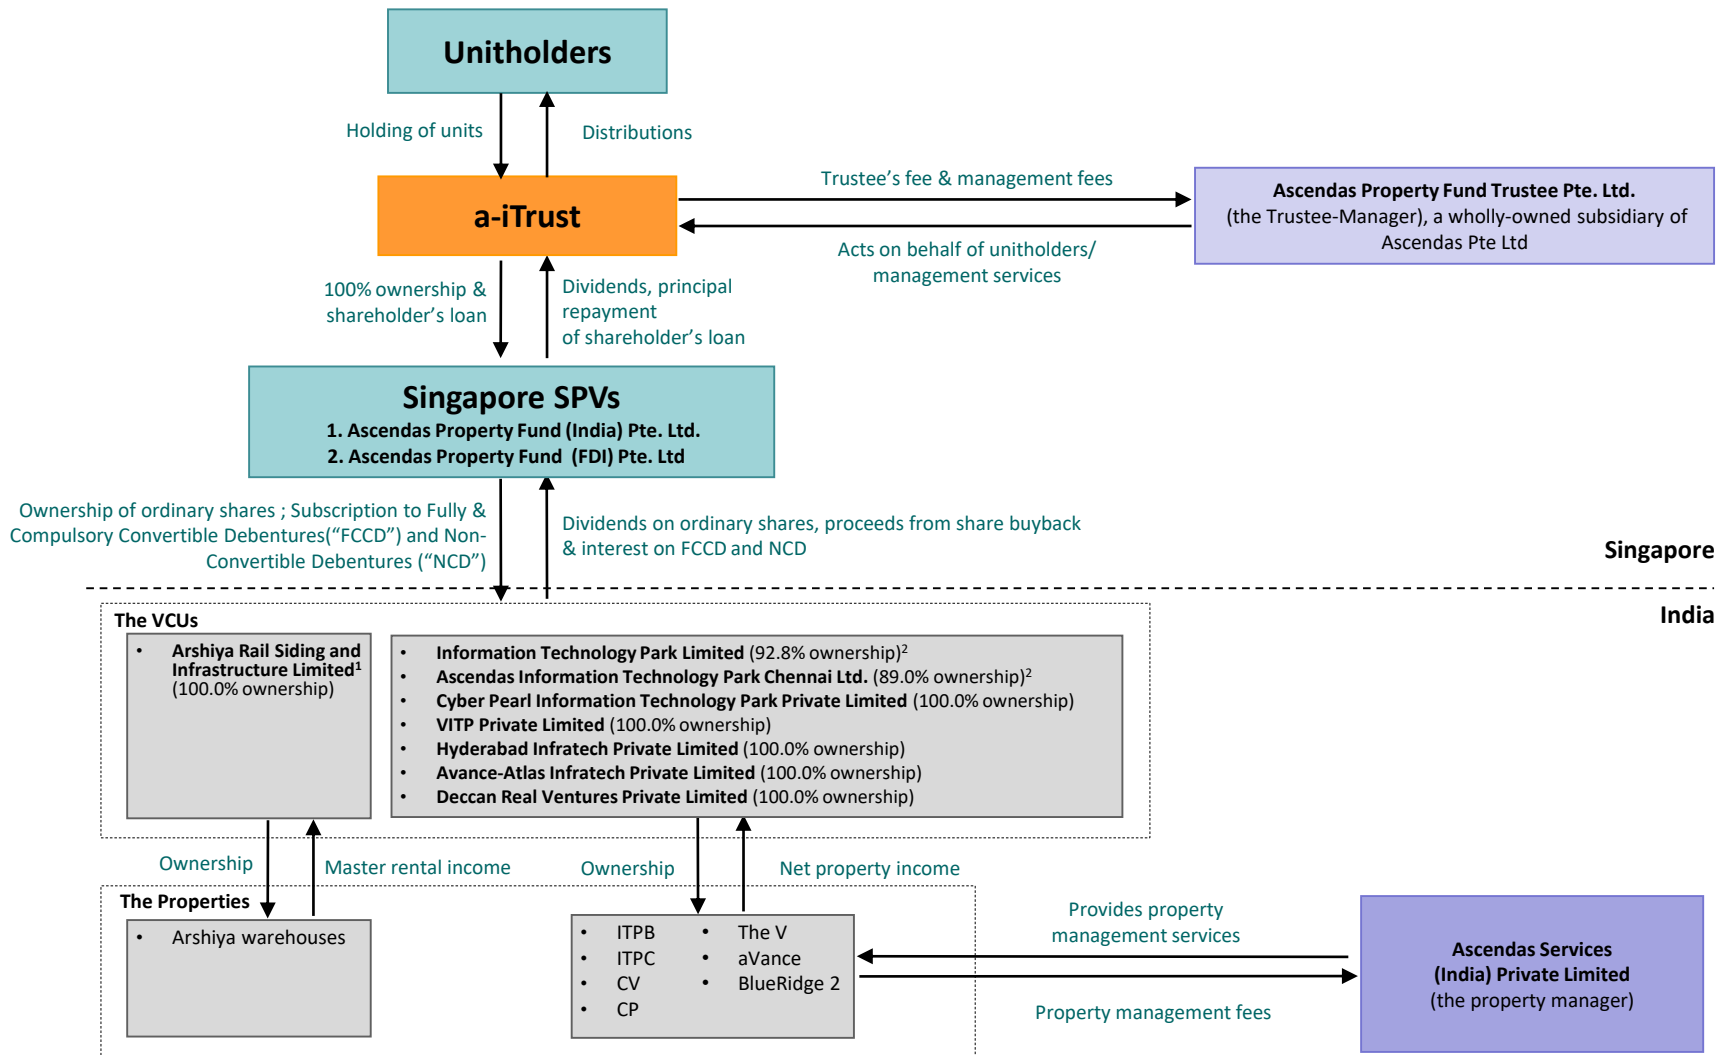 Unitholders
Holding of units
Distributions
a-iTrust
Trustee’s fee & management fees
Acts on behalf of unitholders/
management services
Ascendas Property Fund Trustee Pte. Ltd.
(the Trustee-Manager), a wholly-owned subsidiary of
Ascendas Pte Ltd
100% ownership &
shareholder’s loan
Dividends, principal
repayment
of shareholder’s loan
Singapore SPVs
1. Ascendas Property Fund (India) Pte. Ltd.
2. Ascendas Property Fund (FDI) Pte. Ltd
Ownership of ordinary shares ; Subscription to Fully &
Compulsory Convertible Debentures(“FCCD”) and Non-
Convertible Debentures (“NCD”)
Dividends on ordinary shares, proceeds from share buyback
& interest on FCCD and NCD
Singapore
India
The VCUs
• Arshiya Rail Siding and
Infrastructure Limited1
(100.0% ownership)
• Information Technology Park Limited (92.8% ownership)2
• Ascendas Information Technology Park Chennai Ltd. (89.0% ownership)2
• Cyber Pearl Information Technology Park Private Limited (100.0% ownership)
• VITP Private Limited (100.0% ownership)
• Hyderabad Infratech Private Limited (100.0% ownership)
• Avance-Atlas Infratech Private Limited (100.0% ownership)
• Deccan Real Ventures Private Limited (100.0% ownership)
Ownership
Master rental income
Ownership
Net property income
The Properties
• Arshiya warehouses
• ITPB
• ITPC
• CV
• CP
• The V
• aVance
• BlueRidge 2
Provides property
management services
Property management fees
Ascendas Services
(India) Private Limited
(the property manager)